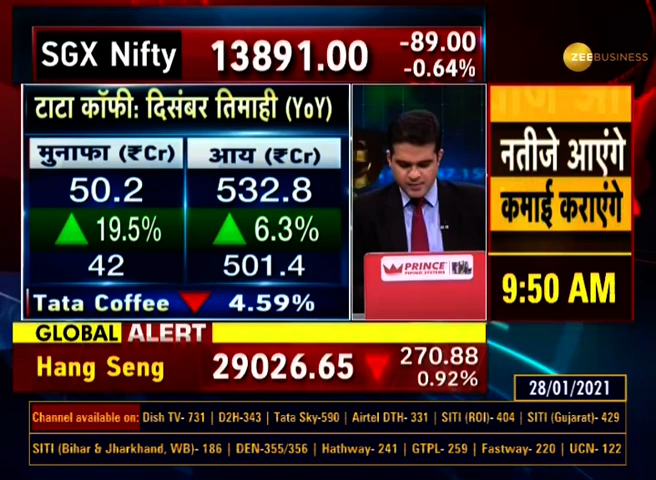 SGX Nifty 13891.00 -89.00 -0.64%
ZEEBUSINESS
टाटा कॉफी: दिसंबर तिमाही (YoY)
मुनाफा (₹Cr) आय (₹Cr)
50.2 532.8
19.5% 6.3%
42 501.4
Tata Coffee 4.59%
PRINCE
PIPING SYSTEMS
नतीजे आएंगे
कमाई कराएंगे
9:50 AM
GLOBAL ALERT
Hang Seng 29026.65 270.88 0.92%
28/01/2021
Channel available on: Dish TV- 731 | D2H-343 | Tata Sky-590 | Airtel DTH- 331 | SITI (ROI)- 404 | SITI (Gujarat)- 429
SITI (Bihar & Jharkhand, WB)- 186 | DEN-355/356 | Hathway- 241 | GTPL- 259 | Fastway- 220 | UCN- 122